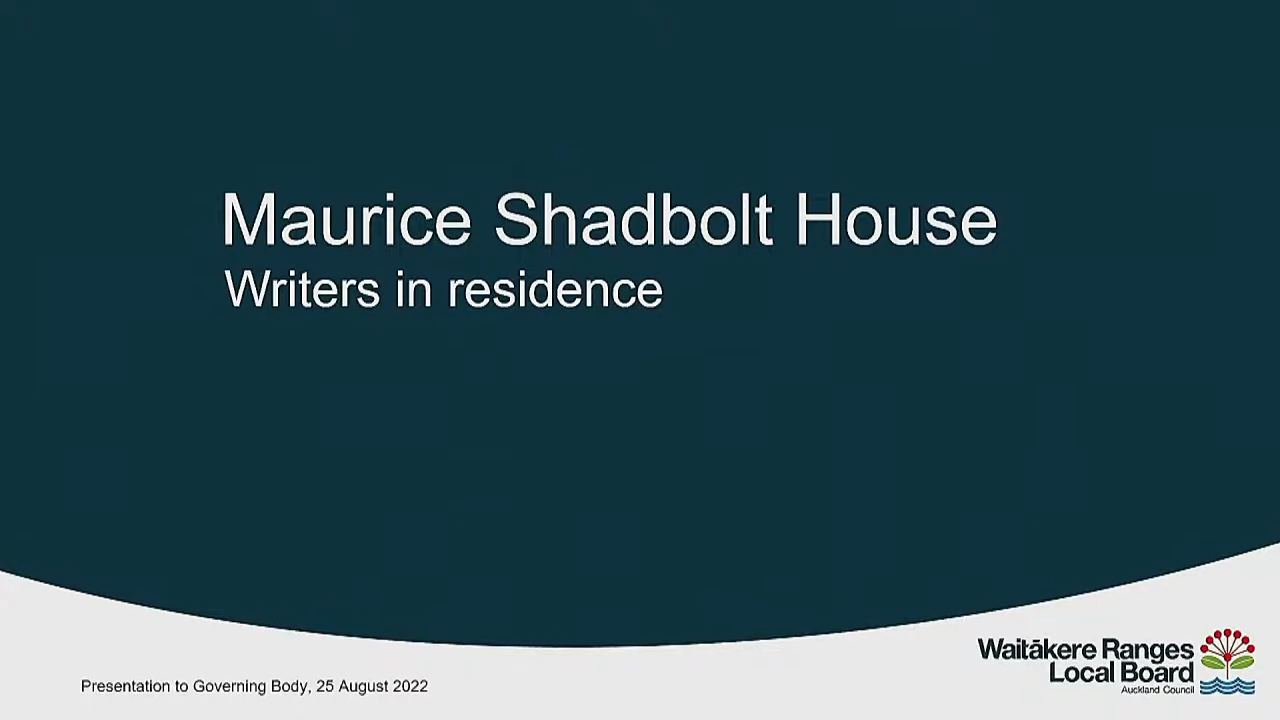 Maurice Shadbolt House
Writers in residence
Presentation to Governing Body, 25 August 2022
Waitākere Ranges
Local Board
Auckland Council